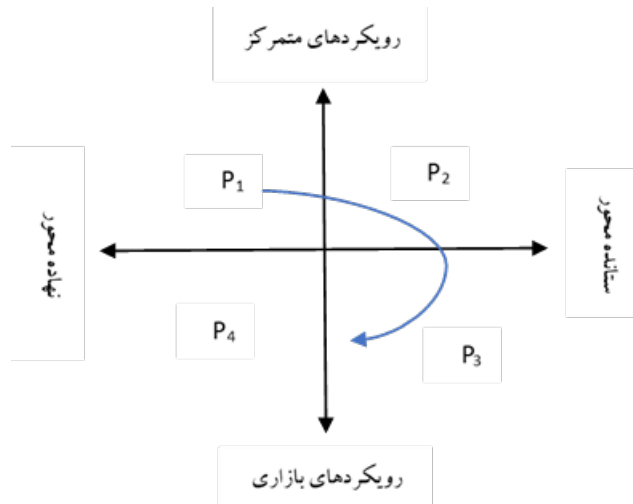 رویکردهای متمرکز
P₁
P₂
نهاده محور
ستانده محور
P₄
P₃
رویکردهای بازاری